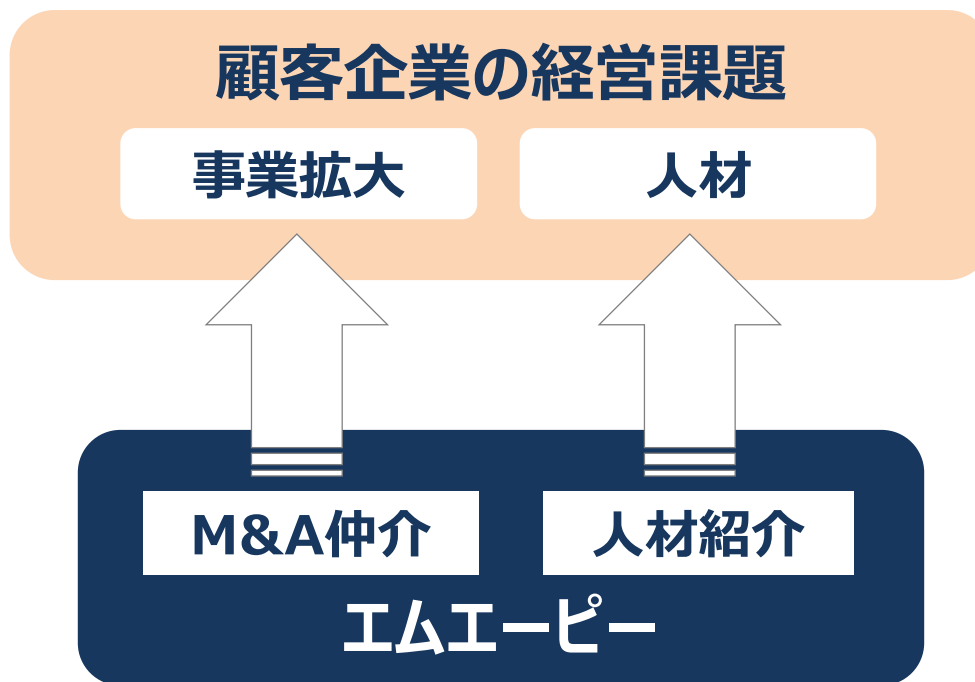 顧客企業の経営課題
事業拡大
人材
M&A仲介
人材紹介
エムエーピー